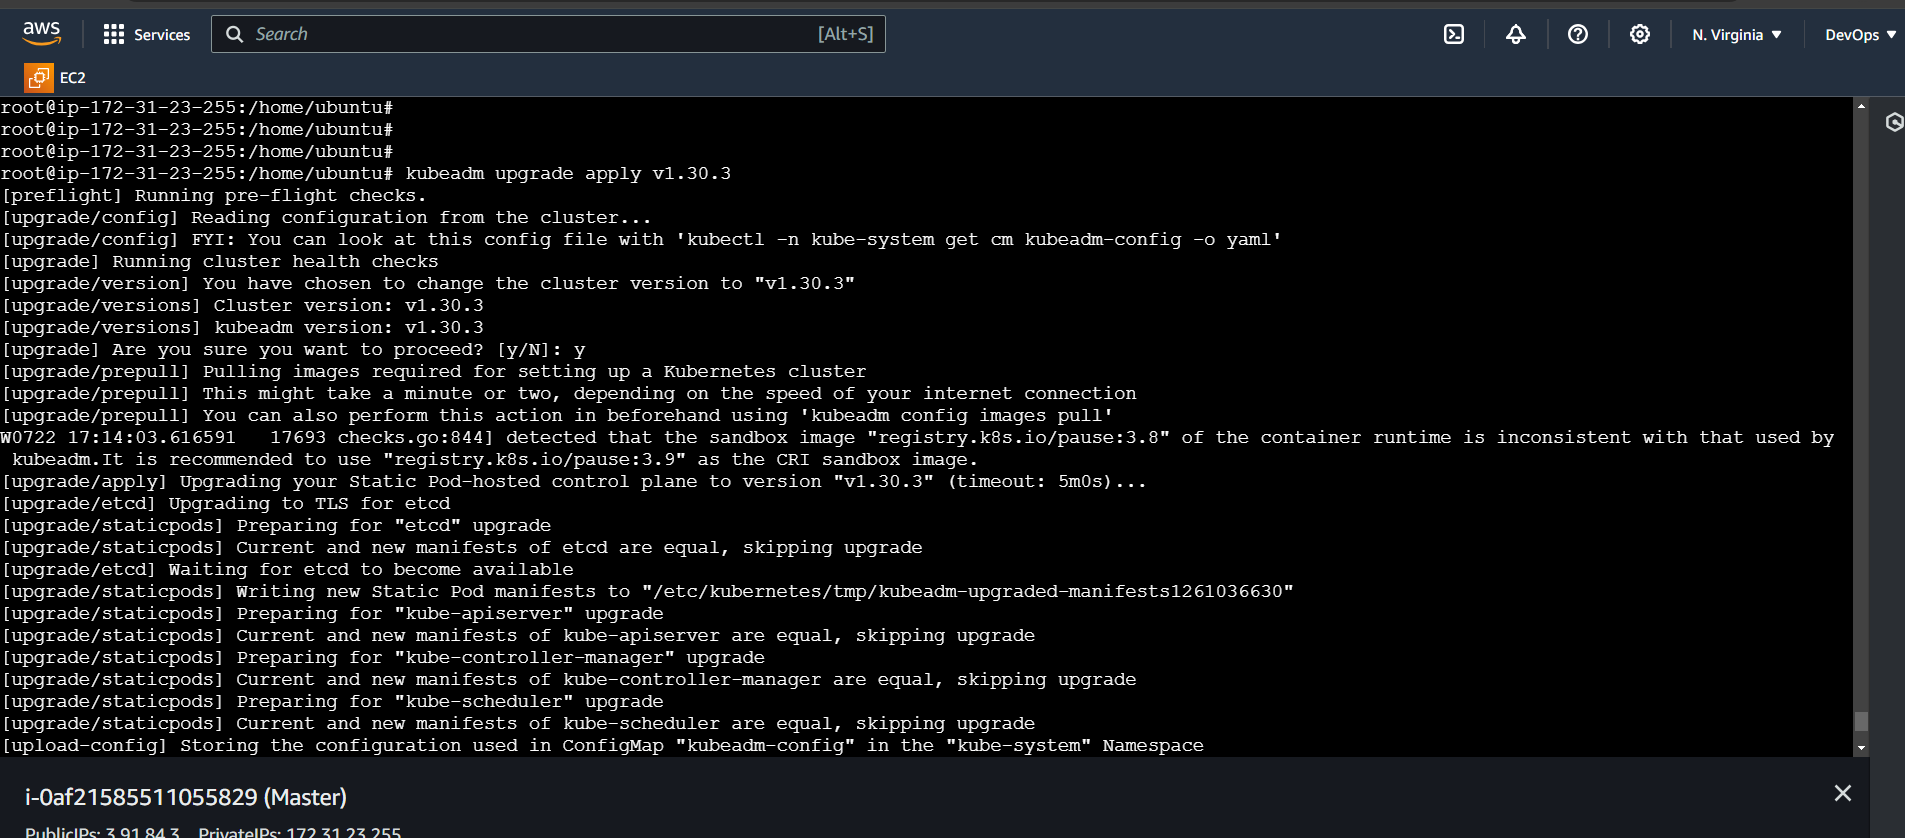 aws
Services
Search
[Alt+S]
N. Virginia
DevOps
EC2
root@ip-172-31-23-255:/home/ubuntu#
root@ip-172-31-23-255:/home/ubuntu#
root@ip-172-31-23-255:/home/ubuntu#
root@ip-172-31-23-255:/home/ubuntu# kubeadm upgrade apply v1.30.3
[preflight] Running pre-flight checks.
[upgrade/config] Reading configuration from the cluster...
[upgrade/config] FYI: You can look at this config file with 'kubectl -n kube-system get cm kubeadm-config -o yaml'
[upgrade] Running cluster health checks
[upgrade/version] You have chosen to change the cluster version to "v1.30.3"
[upgrade/versions] Cluster version: v1.30.3
[upgrade/versions] kubeadm version: v1.30.3
[upgrade] Are you sure you want to proceed? [y/N]: y
[upgrade/prepull] Pulling images required for setting up a Kubernetes cluster
[upgrade/prepull] This might take a minute or two, depending on the speed of your internet connection
[upgrade/prepull] You can also perform this action in beforehand using 'kubeadm config images pull'
W0722 17:14:03.616591   17693 checks.go:844] detected that the sandbox image "registry.k8s.io/pause:3.8" of the container runtime is inconsistent with that used by
kubeadm.It is recommended to use "registry.k8s.io/pause:3.9" as the CRI sandbox image.
[upgrade/apply] Upgrading your Static Pod-hosted control plane to version "v1.30.3" (timeout: 5m0s)...
[upgrade/etcd] Upgrading to TLS for etcd
[upgrade/staticpods] Preparing for "etcd" upgrade
[upgrade/staticpods] Current and new manifests of etcd are equal, skipping upgrade
[upgrade/etcd] Waiting for etcd to become available
[upgrade/staticpods] Writing new Static Pod manifests to "/etc/kubernetes/tmp/kubeadm-upgraded-manifests1261036630"
[upgrade/staticpods] Preparing for "kube-apiserver" upgrade
[upgrade/staticpods] Current and new manifests of kube-apiserver are equal, skipping upgrade
[upgrade/staticpods] Preparing for "kube-controller-manager" upgrade
[upgrade/staticpods] Current and new manifests of kube-controller-manager are equal, skipping upgrade
[upgrade/staticpods] Preparing for "kube-scheduler" upgrade
[upgrade/staticpods] Current and new manifests of kube-scheduler are equal, skipping upgrade
[upload-config] Storing the configuration used in ConfigMap "kubeadm-config" in the "kube-system" Namespace
i-0af21585511055829 (Master)
PublicIPs: 3.91.84.3 PrivateIPs: 172.31.23.255